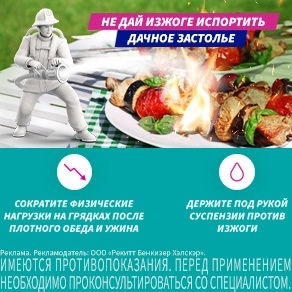 НЕ ДАЙ ИЗЖОГЕ ИСПОРТИТЬ
ДАЧНОЕ ЗАСТОЛЬЕ
СОКРАТИТЕ ФИЗИЧЕСКИЕ
НАГРУЗКИ НА ГРЯДКАХ ПОСЛЕ
ПЛОТНОГО ОБЕДА И УЖИНА
ДЕРЖИТЕ ПОД РУКОЙ
СУСПЕНЗИИ ПРОТИВ
ИЗЖОГИ
Реклама. Рекламодатель: ООО «Рекитт Бенкизер Хэлскэр».
ИМЕЮТСЯ ПРОТИВОПОКАЗАНИЯ. ПЕРЕД ПРИМЕНЕНИЕМ
НЕОБХОДИМО ПРОКОНСУЛЬТИРОВАТЬСЯ СО СПЕЦИАЛИСТОМ.